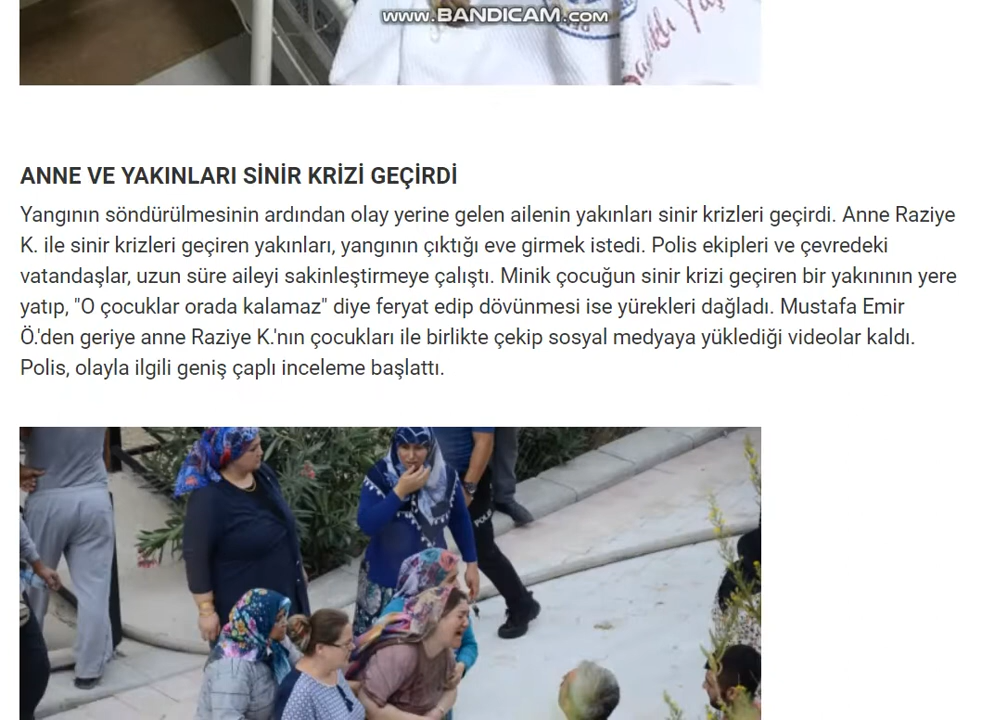 www.BANDICAM.com
ANNE VE YAKINLARI SİNİR KRİZİ GEÇİRDİ
Yangının söndürülmesinin ardından olay yerine gelen ailenin yakınları sinir krizleri geçirdi. Anne Raziye
K. ile sinir krizleri geçiren yakınları, yangının çıktığı eve girmek istedi. Polis ekipleri ve çevredeki
vatandaşlar, uzun süre aileyi sakinleştirmeye çalıştı. Minik çocuğun sinir krizi geçiren bir yakınının yere
yatıp, "O çocuklar orada kalamaz" diye feryat edip dövünmesi ise yürekleri dağladı. Mustafa Emir
Ö.'den geriye anne Raziye K.'nın çocukları ile birlikte çekip sosyal medyaya yüklediği videolar kaldı.
Polis, olayla ilgili geniş çaplı inceleme başlattı.
POLİS